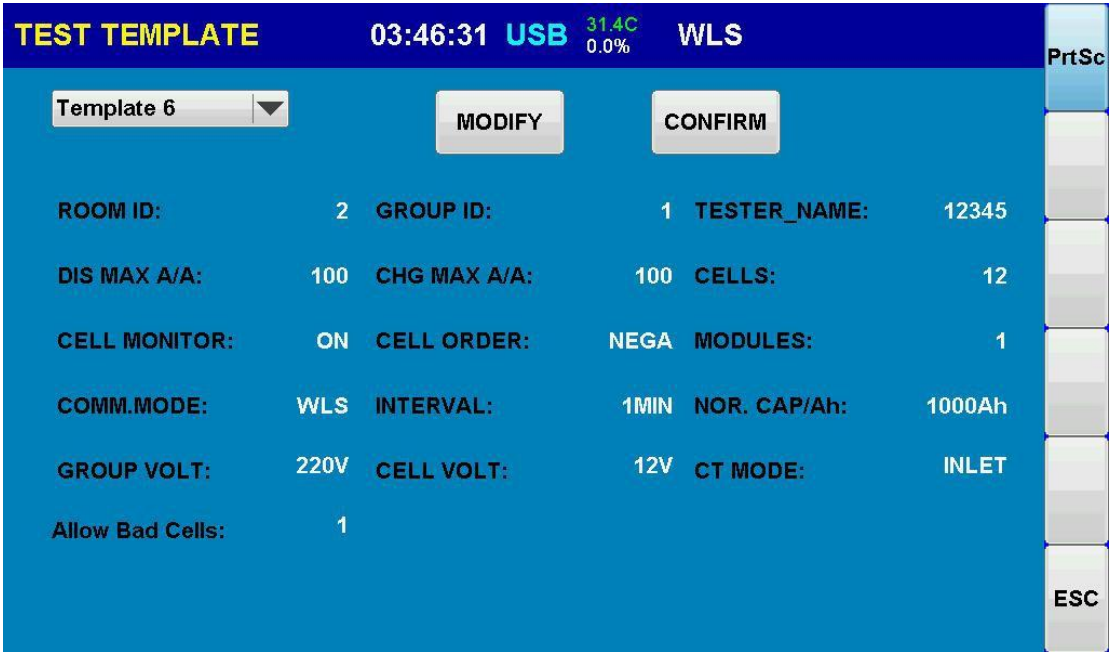 TEST TEMPLATE 03:46:31 USB 31.4C 0.0% WLS
PrtSc
Template 6 MODIFY CONFIRM
ROOM ID: 2 GROUP ID: 1 TESTER_NAME: 12345
DIS MAX A/A: 100 CHG MAX A/A: 100 CELLS: 12
CELL MONITOR: ON CELL ORDER: NEGA MODULES: 1
COMM.MODE: WLS INTERVAL: 1MIN NOR. CAP/Ah: 1000Ah
GROUP VOLT: 220V CELL VOLT: 12V CT MODE: INLET
Allow Bad Cells: 1
ESC